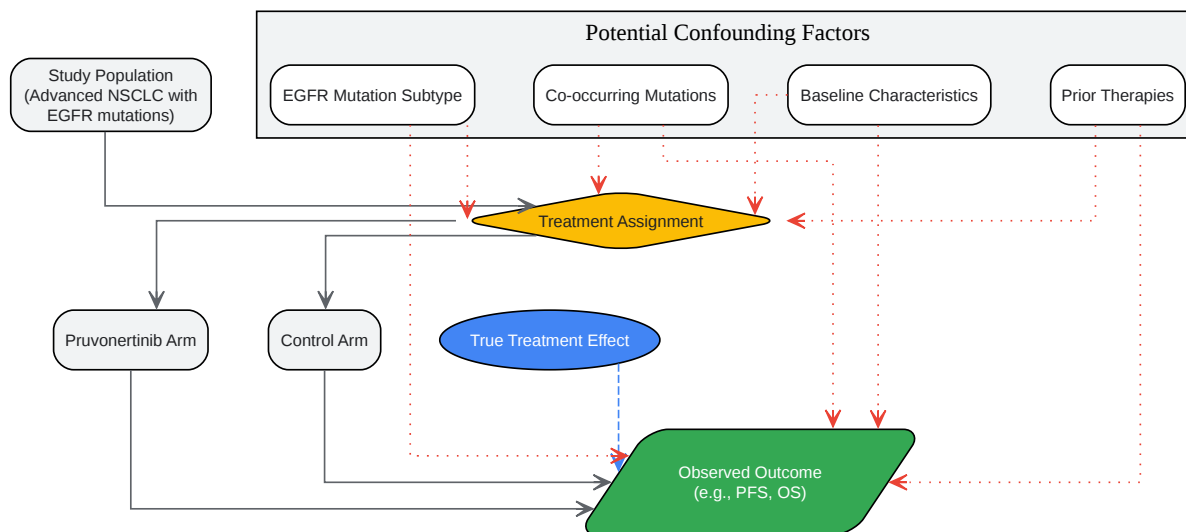 Potential Confounding Factors
Study Population
(Advanced NSCLC with
EGFR mutations)
EGFR Mutation Subtype
Co-occurring Mutations
Baseline Characteristics
Prior Therapies
Treatment Assignment
Pruvonertinib Arm
Control Arm
True Treatment Effect
Observed Outcome
(e.g., PFS, OS)